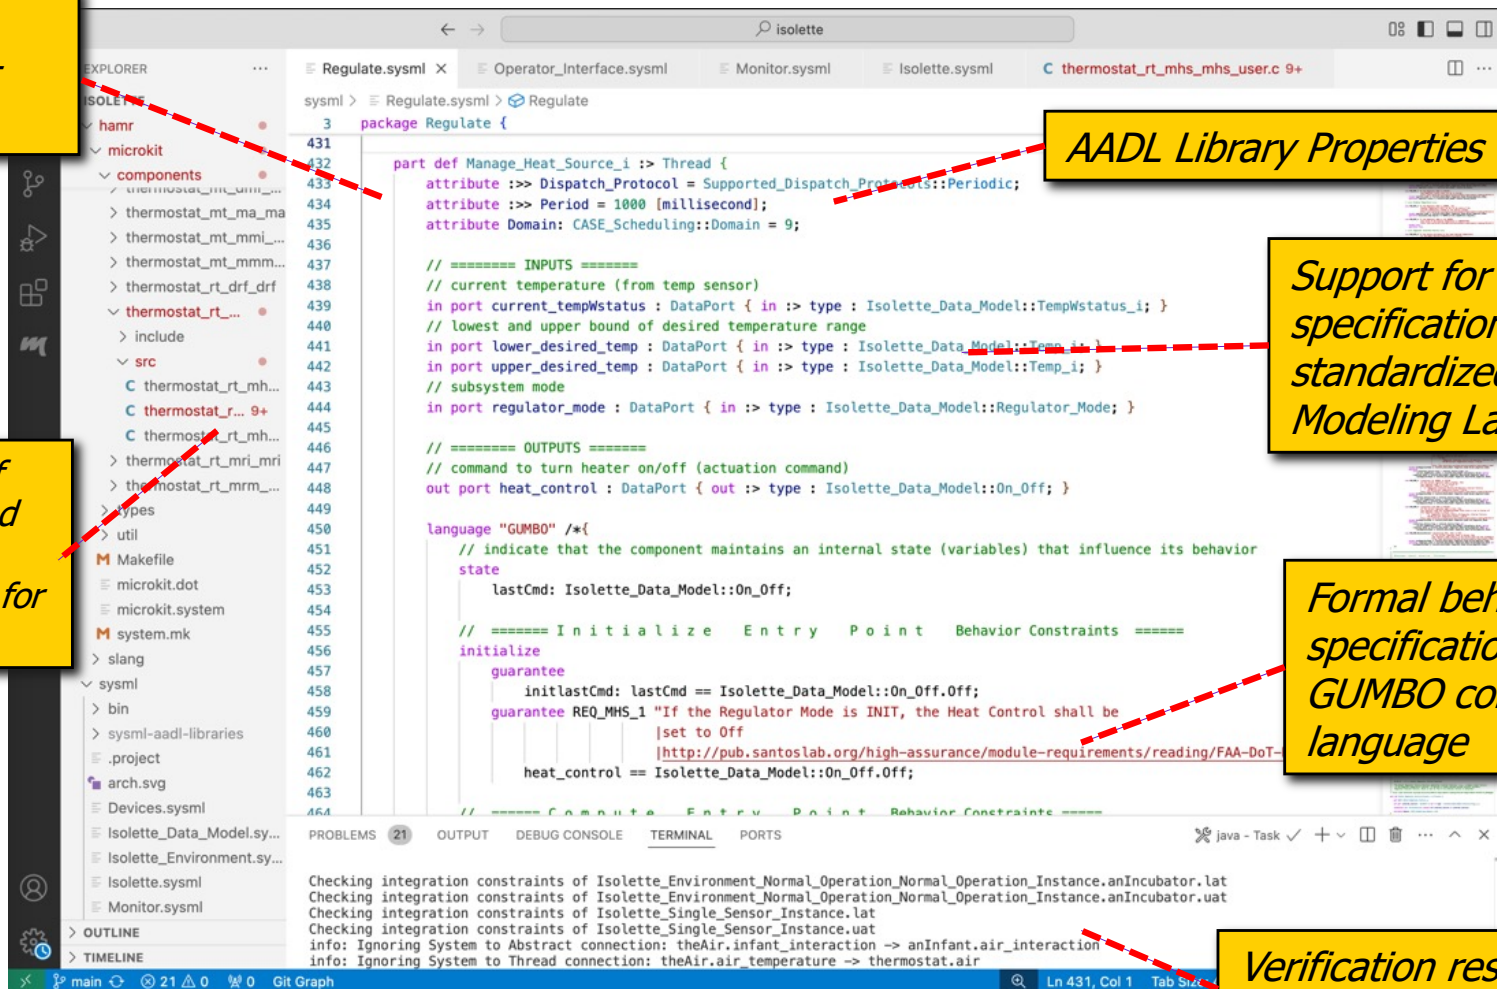 isolette
EXPLORER
Regulate.sysml
Operator_Interface.sysml
Monitor.sysml
Isolette.sysml
C thermostat_rt_mhs_mhs_user.c 9+
sysml > Regulate.sysml > Regulate
ISOLETTE
hamr
microkit
components
> thermostat_mt_dmi_...
> thermostat_mt_ma_ma
> thermostat_mt_mmi_...
> thermostat_mt_mmm...
> thermostat_rt_drf_drf
thermostat_rt_...
> include
src
C thermostat_rt_mh...
C thermostat_r... 9+
C thermostat_rt_mh...
> thermostat_rt_mri_mri
> thermostat_rt_mrm_...
> types
> util
M Makefile
microkit.dot
microkit.system
M system.mk
> slang
sysml
> bin
> sysml-aadl-libraries
.project
arch.svg
Devices.sysml
Isolette_Data_Model.sy...
Isolette_Environment.sy...
Isolette.sysml
Monitor.sysml
> OUTLINE
> TIMELINE
3 package Regulate {
431
432 part def Manage_Heat_Source_i :> Thread {
433 attribute :>> Dispatch_Protocol = Supported_Dispatch_Protocols::Periodic;
434 attribute :>> Period = 1000 [millisecond];
435 attribute Domain: CASE_Scheduling::Domain = 9;
436
437 // ======== INPUTS =======
438 // current temperature (from temp sensor)
439 in port current_tempWstatus : DataPort { in :> type : Isolette_Data_Model::TempWstatus_i; }
440 // lowest and upper bound of desired temperature range
441 in port lower_desired_temp : DataPort { in :> type : Isolette_Data_Model::Temp_i; }
442 in port upper_desired_temp : DataPort { in :> type : Isolette_Data_Model::Temp_i; }
443 // subsystem mode
444 in port regulator_mode : DataPort { in :> type : Isolette_Data_Model::Regulator_Mode; }
445
446 // ======== OUTPUTS =======
447 // command to turn heater on/off (actuation command)
448 out port heat_control : DataPort { out :> type : Isolette_Data_Model::On_Off; }
449
450 language "GUMBO" /*{
451 // indicate that the component maintains an internal state (variables) that influence its behavior
452 state
453 lastCmd: Isolette_Data_Model::On_Off;
454
455 // ======= I n i t i a l i z e E n t r y P o i n t Behavior Constraints ======
456 initialize
457 guarantee
458 initlastCmd: lastCmd == Isolette_Data_Model::On_Off.Off;
459 guarantee REQ_MHS_1 "If the Regulator Mode is INIT, the Heat Control shall be
460 |set to Off
461 |http://pub.santoslab.org/high-assurance/module-requirements/reading/FAA-DoT-
462 heat_control == Isolette_Data_Model::On_Off.Off;
463
464 // ====== C o m p u t e E n t r y P o i n t Behavior Constraints =====
AADL Library Properties
Support for
specification
standardized
Modeling La
Formal beh
specification
GUMBO co
language
f
d
for
PROBLEMS 21 OUTPUT DEBUG CONSOLE TERMINAL PORTS
java - Task
Checking integration constraints of Isolette_Environment_Normal_Operation_Normal_Operation_Instance.anIncubator.lat
Checking integration constraints of Isolette_Environment_Normal_Operation_Normal_Operation_Instance.anIncubator.uat
Checking integration constraints of Isolette_Single_Sensor_Instance.lat
Checking integration constraints of Isolette_Single_Sensor_Instance.uat
info: Ignoring System to Abstract connection: theAir.infant_interaction -> anInfant.air_interaction
info: Ignoring System to Thread connection: theAir.air_temperature -> thermostat.air
Verification res
main 21 0 0 Git Graph
Ln 431, Col 1 Tab Size: